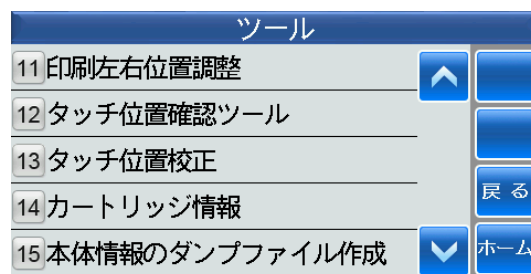 ツール
11 印刷左右位置調整
12 タッチ位置確認ツール
13 タッチ位置校正
14 カートリッジ情報
15 本体情報のダンプファイル作成
戻る
ホーム